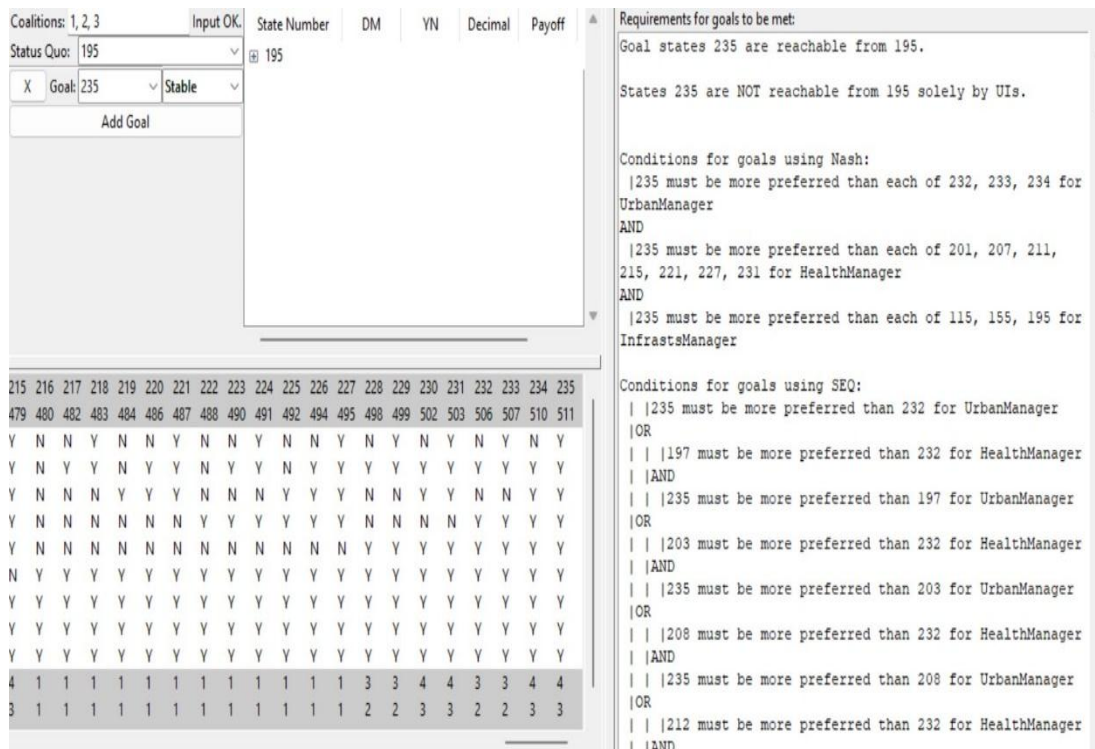 Coalitions: 1, 2, 3 Input OK.
Status Quo: 195
X Goal: 235 Stable
Add Goal
State Number DM YN Decimal Payoff
195
Requirements for goals to be met:
Goal states 235 are reachable from 195.
States 235 are NOT reachable from 195 solely by UIs.
Conditions for goals using Nash:
|235 must be more preferred than each of 232, 233, 234 for
UrbanManager
AND
|235 must be more preferred than each of 201, 207, 211,
215, 221, 227, 231 for HealthManager
AND
|235 must be more preferred than each of 115, 155, 195 for
InfrastsManager
Conditions for goals using SEQ:
| |235 must be more preferred than 232 for UrbanManager
|OR
| | |197 must be more preferred than 232 for HealthManager
| |AND
| | |235 must be more preferred than 197 for UrbanManager
|OR
| | |203 must be more preferred than 232 for HealthManager
| |AND
| | |235 must be more preferred than 203 for UrbanManager
|OR
| | |208 must be more preferred than 232 for HealthManager
| |AND
| | |235 must be more preferred than 208 for UrbanManager
|OR
| | |212 must be more preferred than 232 for HealthManager
| |AND
215 216 217 218 219 220 221 222 223 224 225 226 227 228 229 230 231 232 233 234 235
479 480 482 483 484 486 487 488 490 491 492 494 495 498 499 502 503 506 507 510 511
Y N N Y N N Y N N Y N N Y N Y N Y N Y N Y
Y N Y Y N Y Y N Y Y N Y Y Y Y Y Y Y Y Y Y
Y N N N Y Y Y N N N Y Y Y N N Y Y N N Y Y
Y N N N N N N Y Y Y Y Y Y N N N N Y Y Y Y
Y N N N N N N N N N N N N Y Y Y Y Y Y Y Y
N Y Y Y Y Y Y Y Y Y Y Y Y Y Y Y Y Y Y Y Y
Y Y Y Y Y Y Y Y Y Y Y Y Y Y Y Y Y Y Y Y Y
Y Y Y Y Y Y Y Y Y Y Y Y Y Y Y Y Y Y Y Y Y
Y Y Y Y Y Y Y Y Y Y Y Y Y Y Y Y Y Y Y Y Y
4 1 1 1 1 1 1 1 1 1 1 1 1 3 3 4 4 3 3 4 4
3 1 1 1 1 1 1 1 1 1 1 1 1 2 2 3 3 2 2 3 3